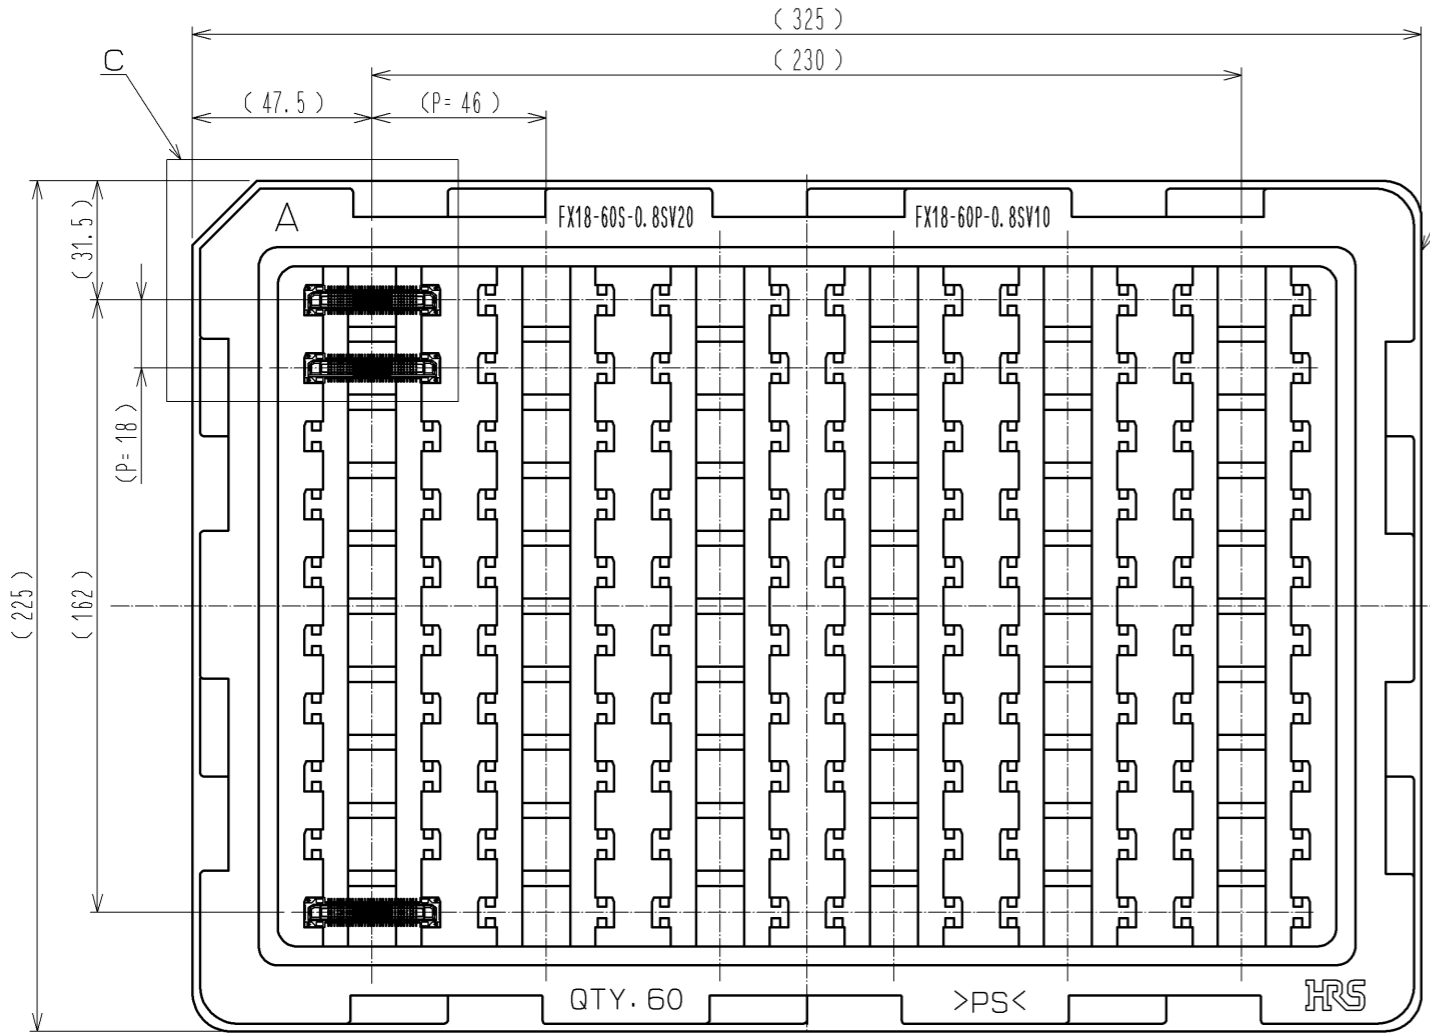 ( 325 )
( 230 )
C
( 47.5 )
(P= 46 )
A
FX18-60S-0.8SV20
FX18-60P-0.8SV10
( 31.5 )
(P= 18 )
( 225 )
( 162 )
QTY. 60
>PS<
HRS